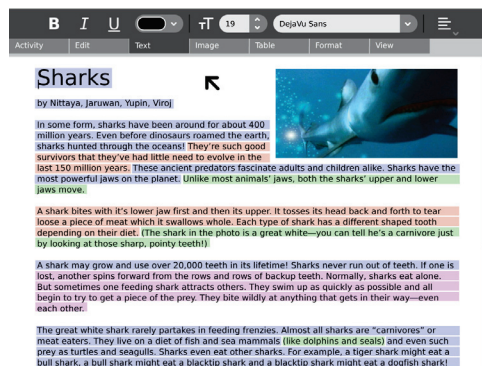 B I U TT 19 DejaVu Sans
Activity Edit Text Image Table Format View
Sharks
by Nittaya, Jaruwan, Yupin, Viroj
In some form, sharks have been around for about 400
million years. Even before dinosaurs roamed the earth,
sharks hunted through the oceans! They're such good
survivors that they've had little need to evolve in the
last 150 million years. These ancient predators fascinate adults and children alike. Sharks have the
most powerful jaws on the planet. Unlike most animals' jaws, both the sharks' upper and lower
jaws move.
A shark bites with it's lower jaw first and then its upper. It tosses its head back and forth to tear
loose a piece of meat which it swallows whole. Each type of shark has a different shaped tooth
depending on their diet. (The shark in the photo is a great white—you can tell he's a carnivore just
by looking at those sharp, pointy teeth!)
A shark may grow and use over 20,000 teeth in its lifetime! Sharks never run out of teeth. If one is
lost, another spins forward from the rows and rows of backup teeth. Normally, sharks eat alone.
But sometimes one feeding shark attracts others. They swim up as quickly as possible and all
begin to try to get a piece of the prey. They bite wildly at anything that gets in their way—even
each other.
The great white shark rarely partakes in feeding frenzies. Almost all sharks are "carnivores" or
meat eaters. They live on a diet of fish and sea mammals (like dolphins and seals) and even such
prey as turtles and seagulls. Sharks even eat other sharks. For example, a tiger shark might eat a
bull shark, a bull shark might eat a blacktip shark and a blacktip shark might eat a dogfish shark!